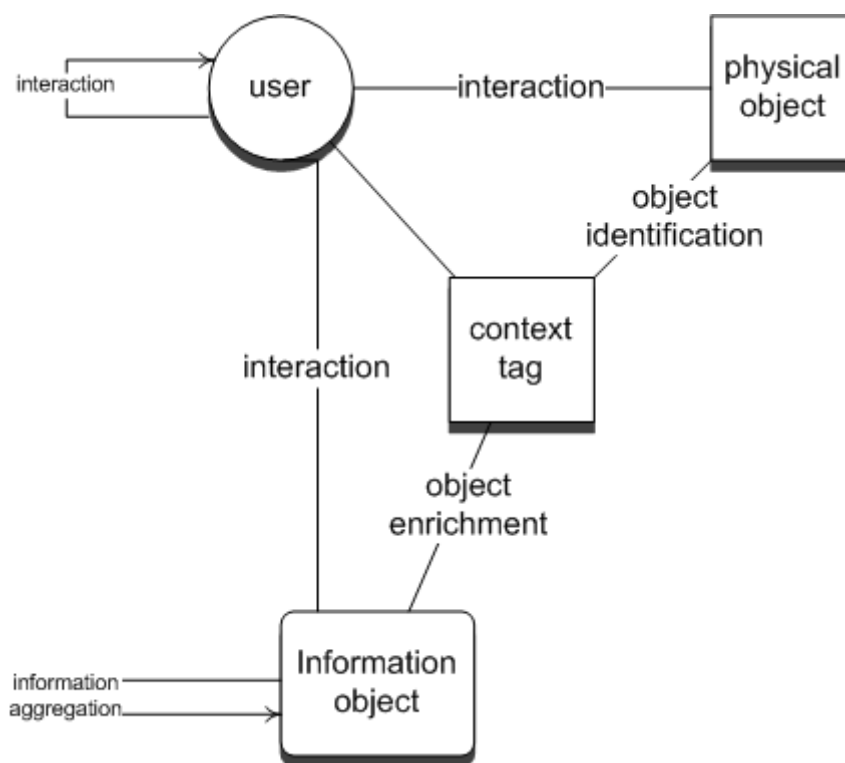 interaction
user
interaction
physical
object
object
identification
context
tag
interaction
object
enrichment
Information
object
information
aggregation